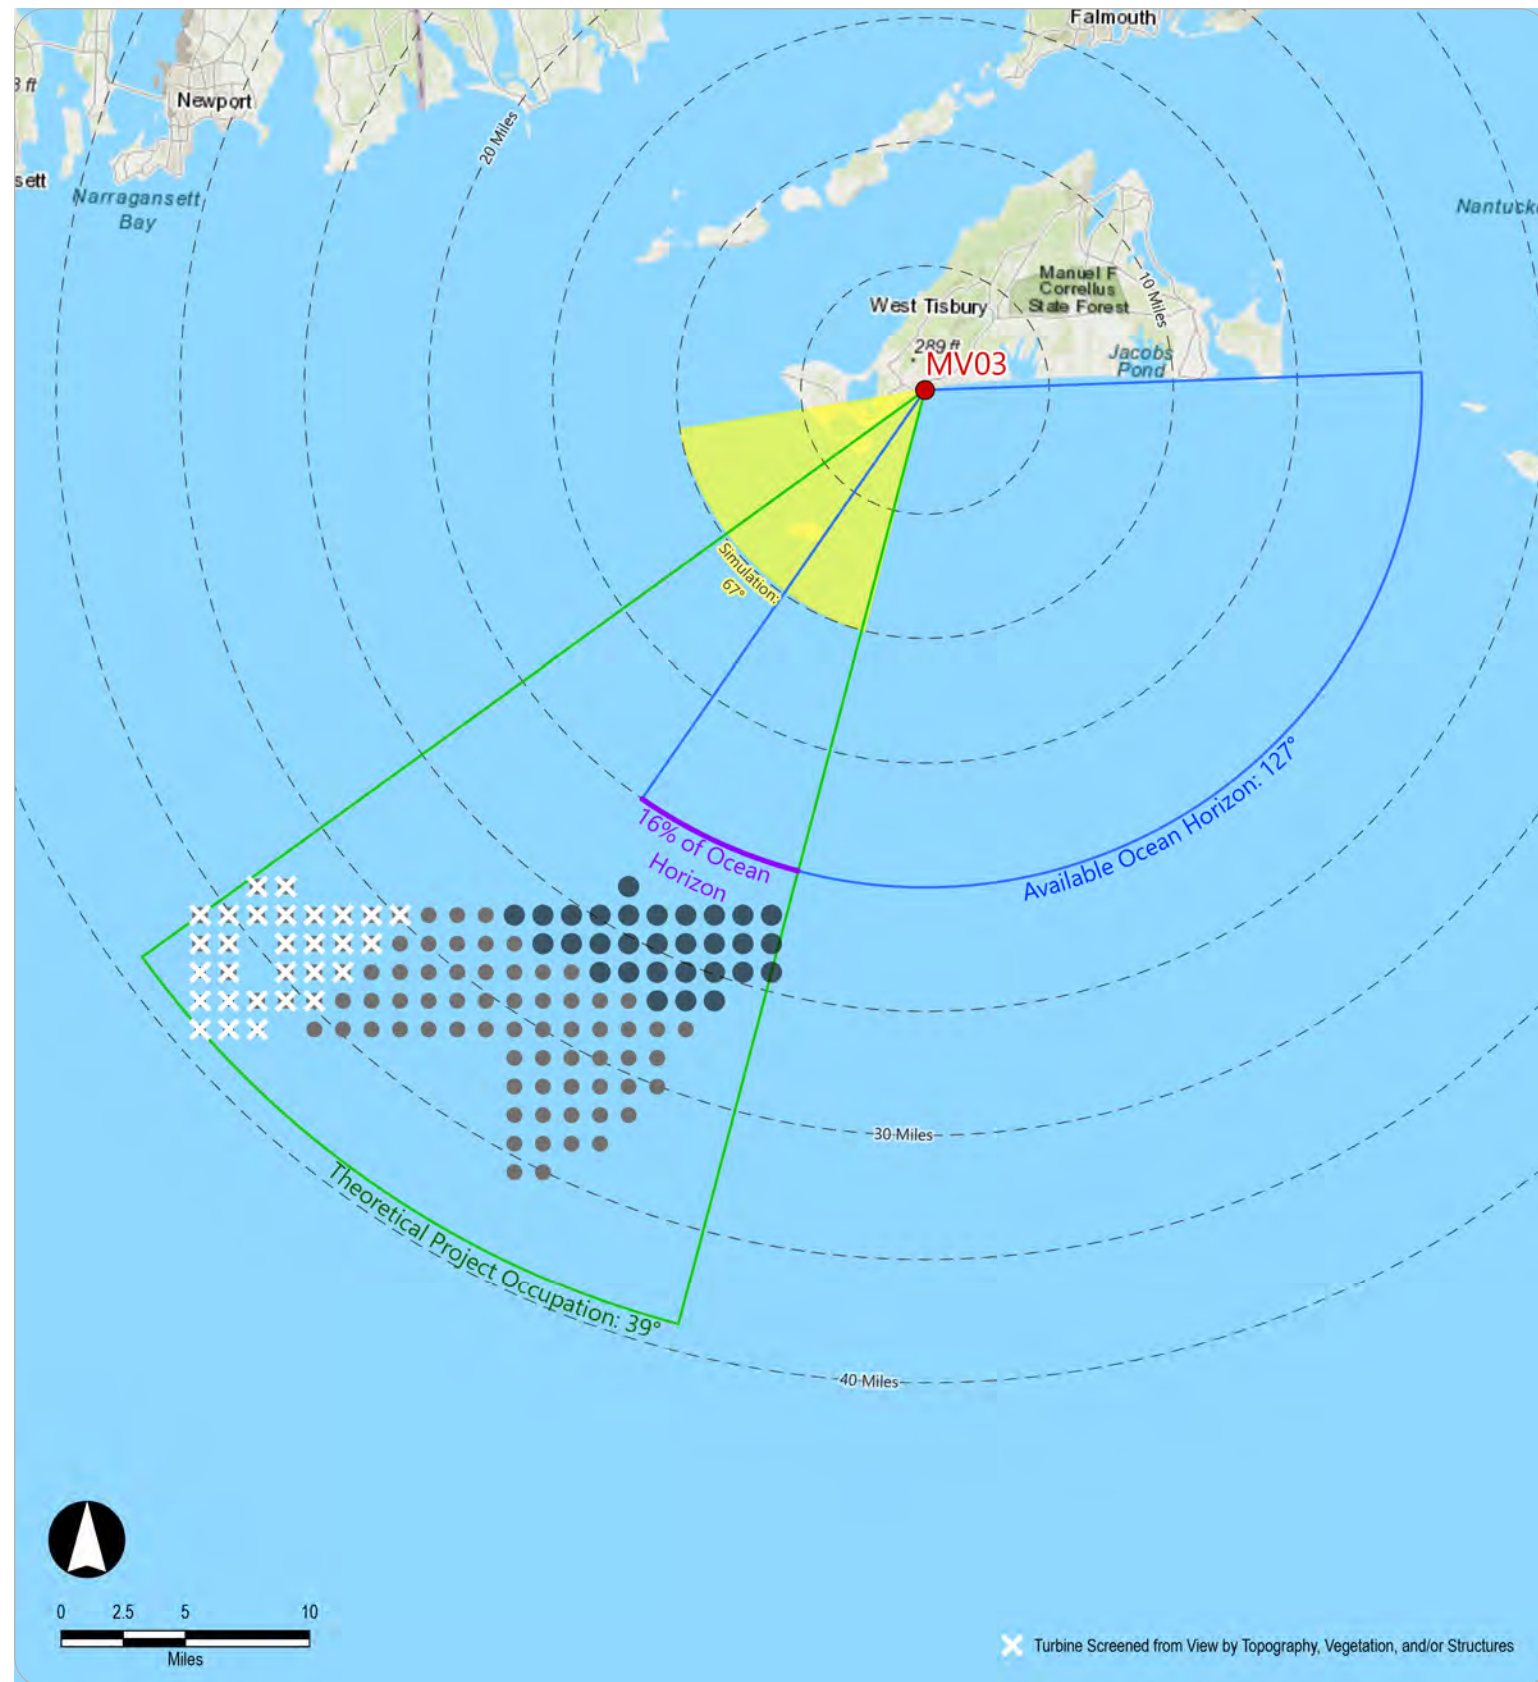 Falmouth
3 ft
Newport
20 Miles
sett
Narragansett
Bay
Nantuck
Manuel F
Correllus
State Forest
10 Miles
West Tisbury
289 ft
Jacobs
Pond
MV03
Simulation:
67°
16% of Ocean
Horizon
Available Ocean Horizon: 127°
30 Miles
Theoretical Project Occupation: 39°
40 Miles
0 2.5 5 10
Miles
Turbine Screened from View by Topography, Vegetation, and/or Structures